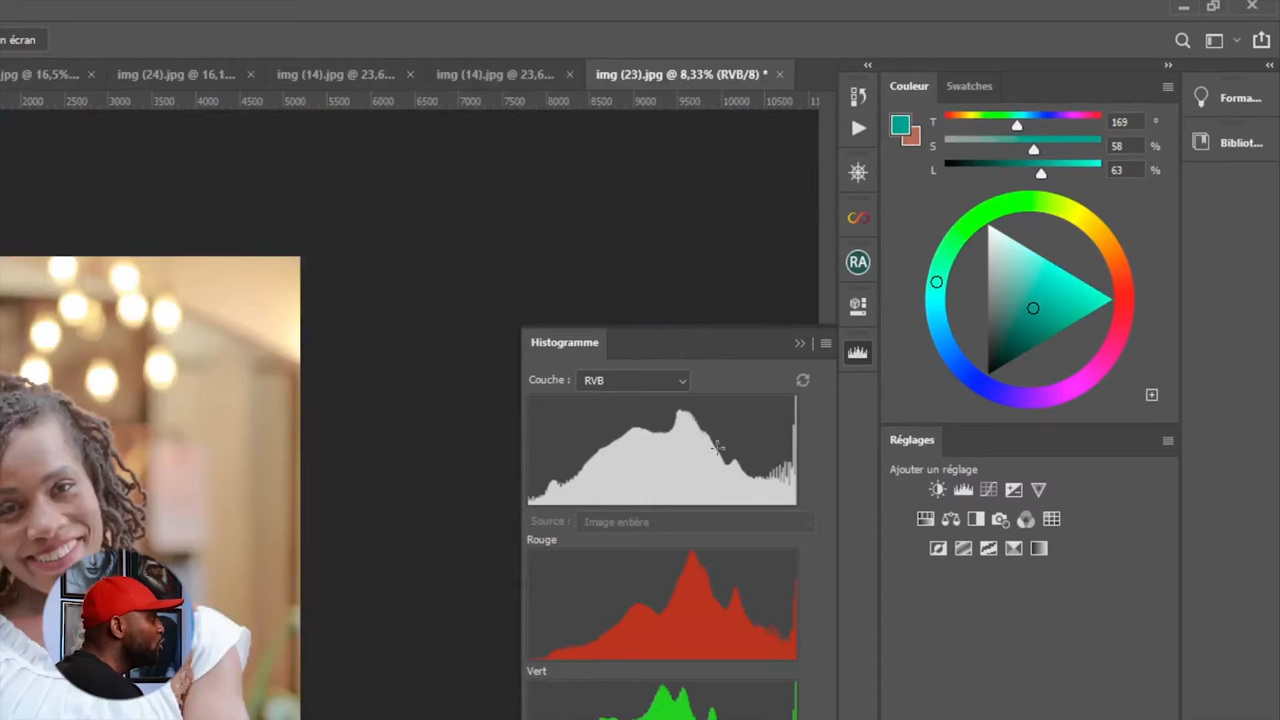 n écran
jpg @ 16,5%...
img (24).jpg @ 16,1...
img (14).jpg @ 23,6...
img (14).jpg @ 23,6...
img (23).jpg @ 8,33% (RVB/8) *
2000 2500 3000 3500 4000 4500 5000 5500 6000 6500 7000 7500 8000 8500 9000 9500 10000 10500 11
Couleur Swatches
T 169 °
S 58 %
L 63 %
Forma...
Bibliot...
RA
Histogramme
Couche : RVB
Source : Image entière
Rouge
Vert
Réglages
Ajouter un réglage